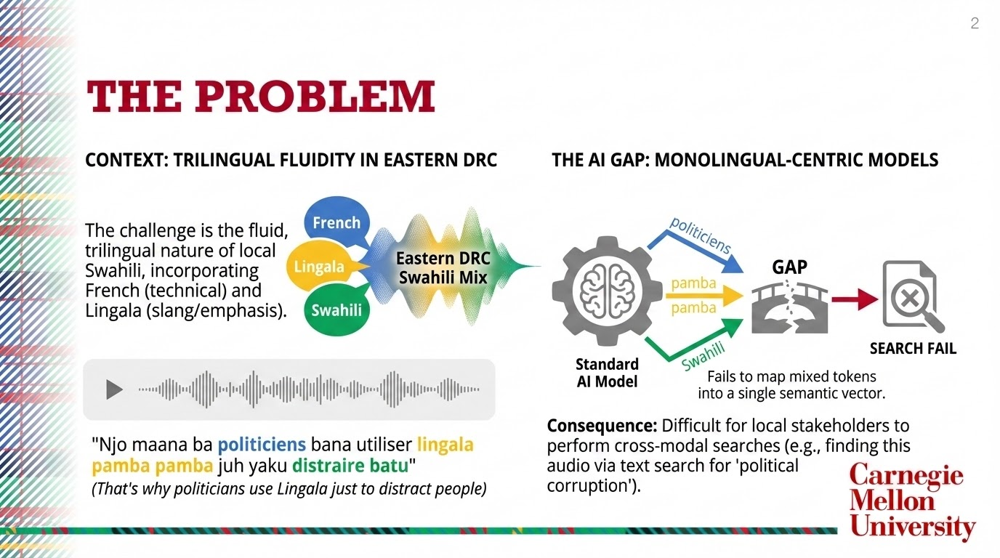 2
THE PROBLEM
CONTEXT: TRILINGUAL FLUIDITY IN EASTERN DRC
The challenge is the fluid,
trilingual nature of local
Swahili, incorporating
French (technical) and
Lingala (slang/emphasis).
French
Lingala
Swahili
Eastern DRC
Swahili Mix
"Njo maana ba politiciens bana utiliser lingala
pamba pamba juh yaku distraire batu"
(That's why politicians use Lingala just to distract people)
THE AI GAP: MONOLINGUAL-CENTRIC MODELS
Standard
AI Model
politiciens
pamba
pamba
Swahili
GAP
SEARCH FAIL
Fails to map mixed tokens
into a single semantic vector.
Consequence: Difficult for local stakeholders to
perform cross-modal searches (e.g., finding this
audio via text search for 'political
corruption').
Carnegie
Mellon
University